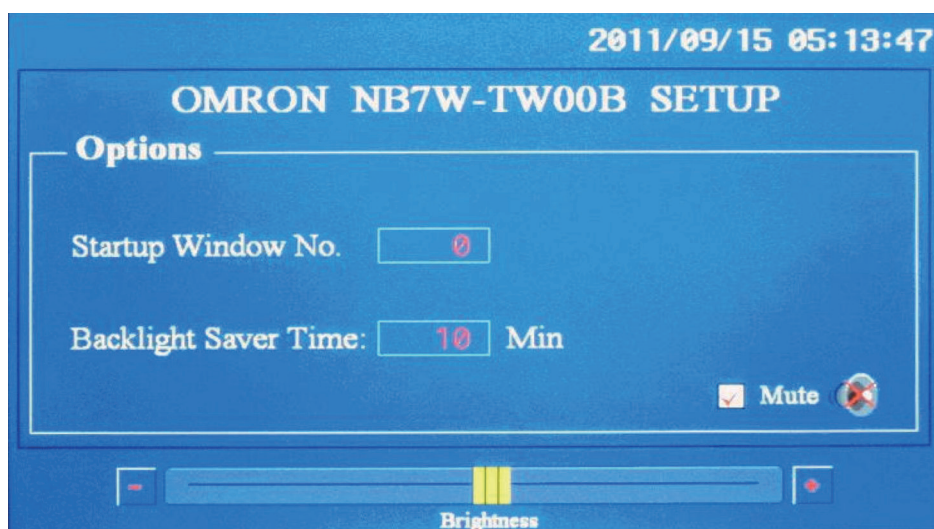 2011/09/15 05:13:47
OMRON NB7W-TW00B SETUP
Options
Startup Window No. 0
Backlight Saver Time: 10 Min
Mute
- +
Brightness